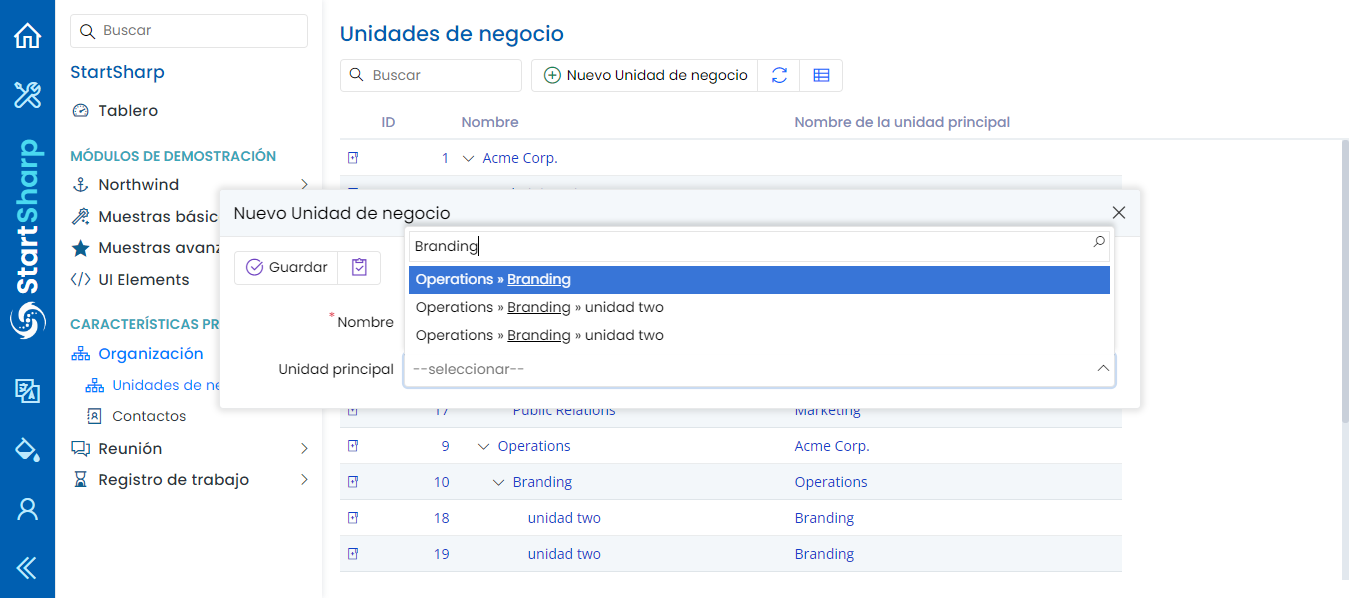 StartSharp
Buscar
StartSharp
Tablero
MÓDULOS DE DEMOSTRACIÓN
Northwind
Muestras básic
Muestras avanz
UI Elements
CARACTERÍSTICAS PR
Organización
Unidades de ne
Contactos
Reunión
Registro de trabajo
Unidades de negocio
Buscar
Nuevo Unidad de negocio
ID Nombre Nombre de la unidad principal
1 Acme Corp.
Nuevo Unidad de negocio
Guardar
*Nombre
Branding
Operations » Branding
Operations » Branding » unidad two
Operations » Branding » unidad two
Unidad principal --seleccionar--
17 Public Relations Marketing
9 Operations Acme Corp.
10 Branding Operations
18 unidad two Branding
19 unidad two Branding